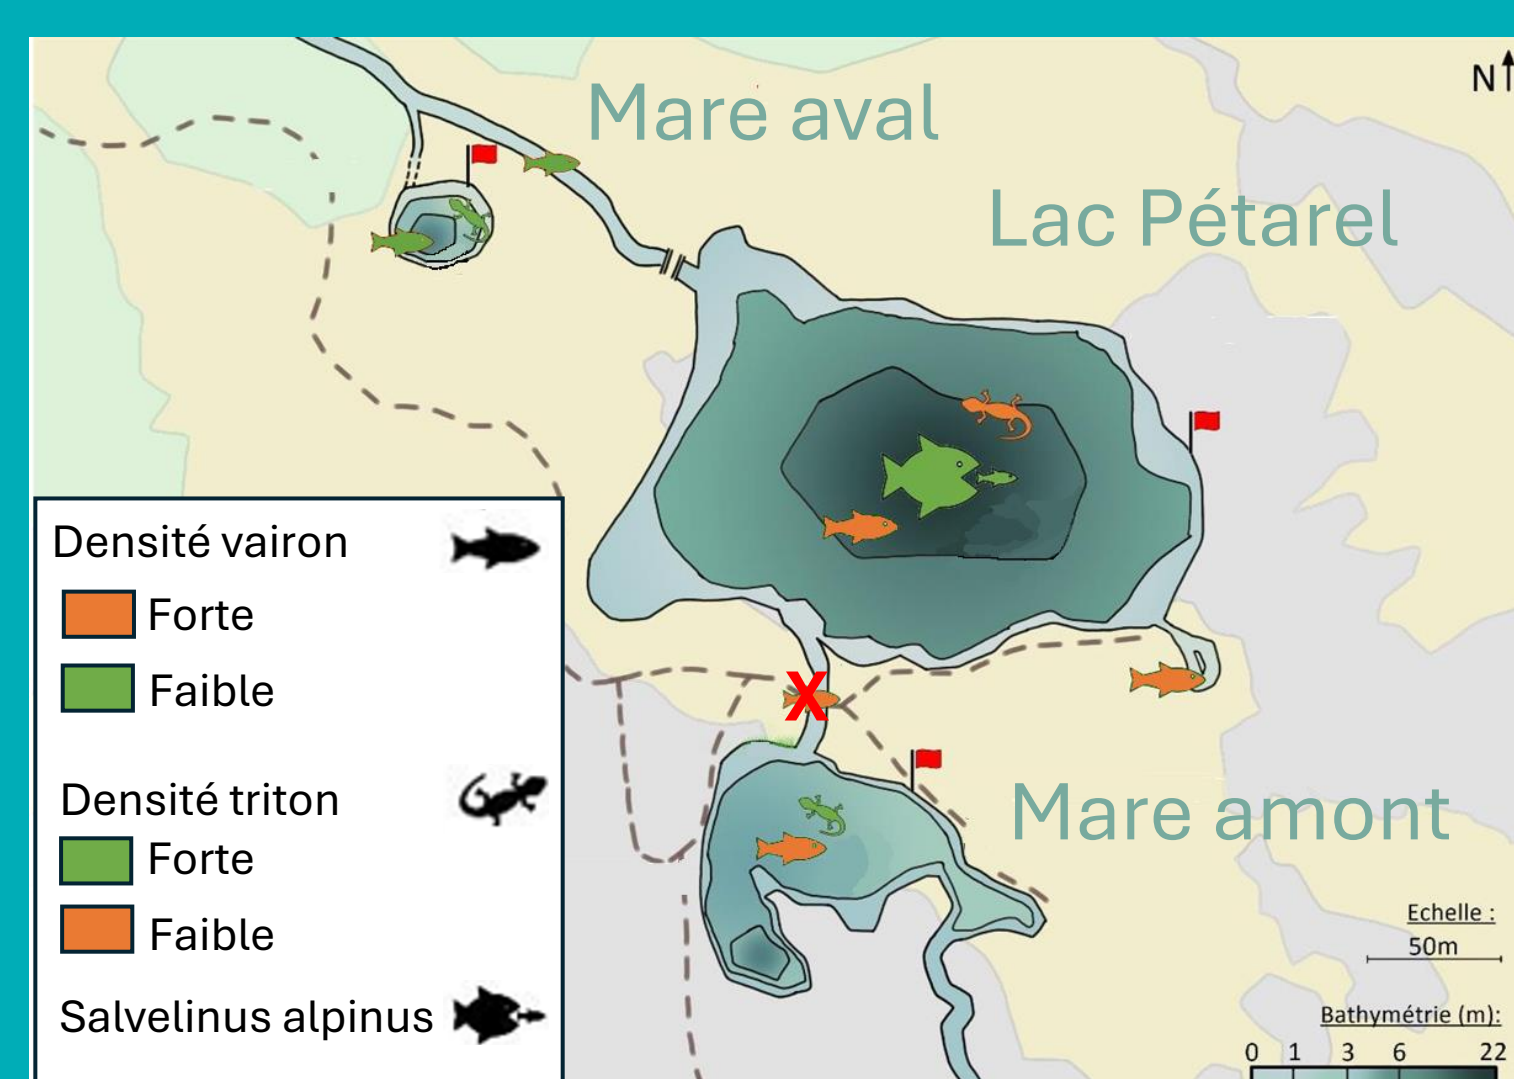 Mare aval
N
Lac Pétarel
Densité vairon
Forte
Faible
X
Densité triton
Forte
Faible
Salvelinus alpinus
Mare amont
Echelle :
50m
Bathymétrie (m):
0 1 3 6 22